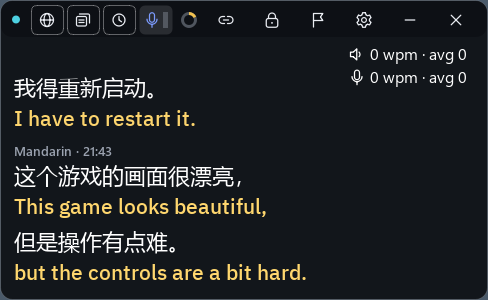 0 wpm · avg 0
0 wpm · avg 0
我得重新启动。
I have to restart it.
Mandarin · 21:43
这个游戏的画面很漂亮，
This game looks beautiful,
但是操作有点难。
but the controls are a bit hard.